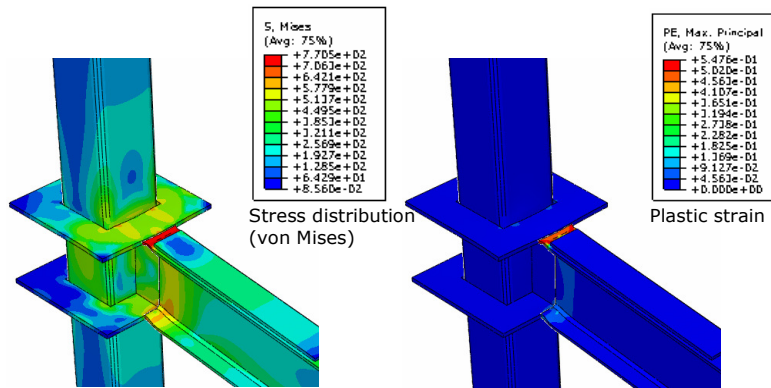 S, Mises
(Avg: 75%)
+7.705e+02
+7.063e+02
+6.421e+02
+5.779e+02
+5.137e+02
+4.495e+02
+3.853e+02
+3.211e+02
+2.569e+02
+1.927e+02
+1.285e+02
+6.429e+01
+8.560e-02
Stress distribution
(von Mises)
PE, Max. Principal
(Avg: 75%)
+5.476e-01
+5.020e-01
+4.563e-01
+4.107e-01
+3.651e-01
+3.194e-01
+2.738e-01
+2.282e-01
+1.825e-01
+1.369e-01
+9.127e-02
+4.563e-02
+0.000e+00
Plastic strain